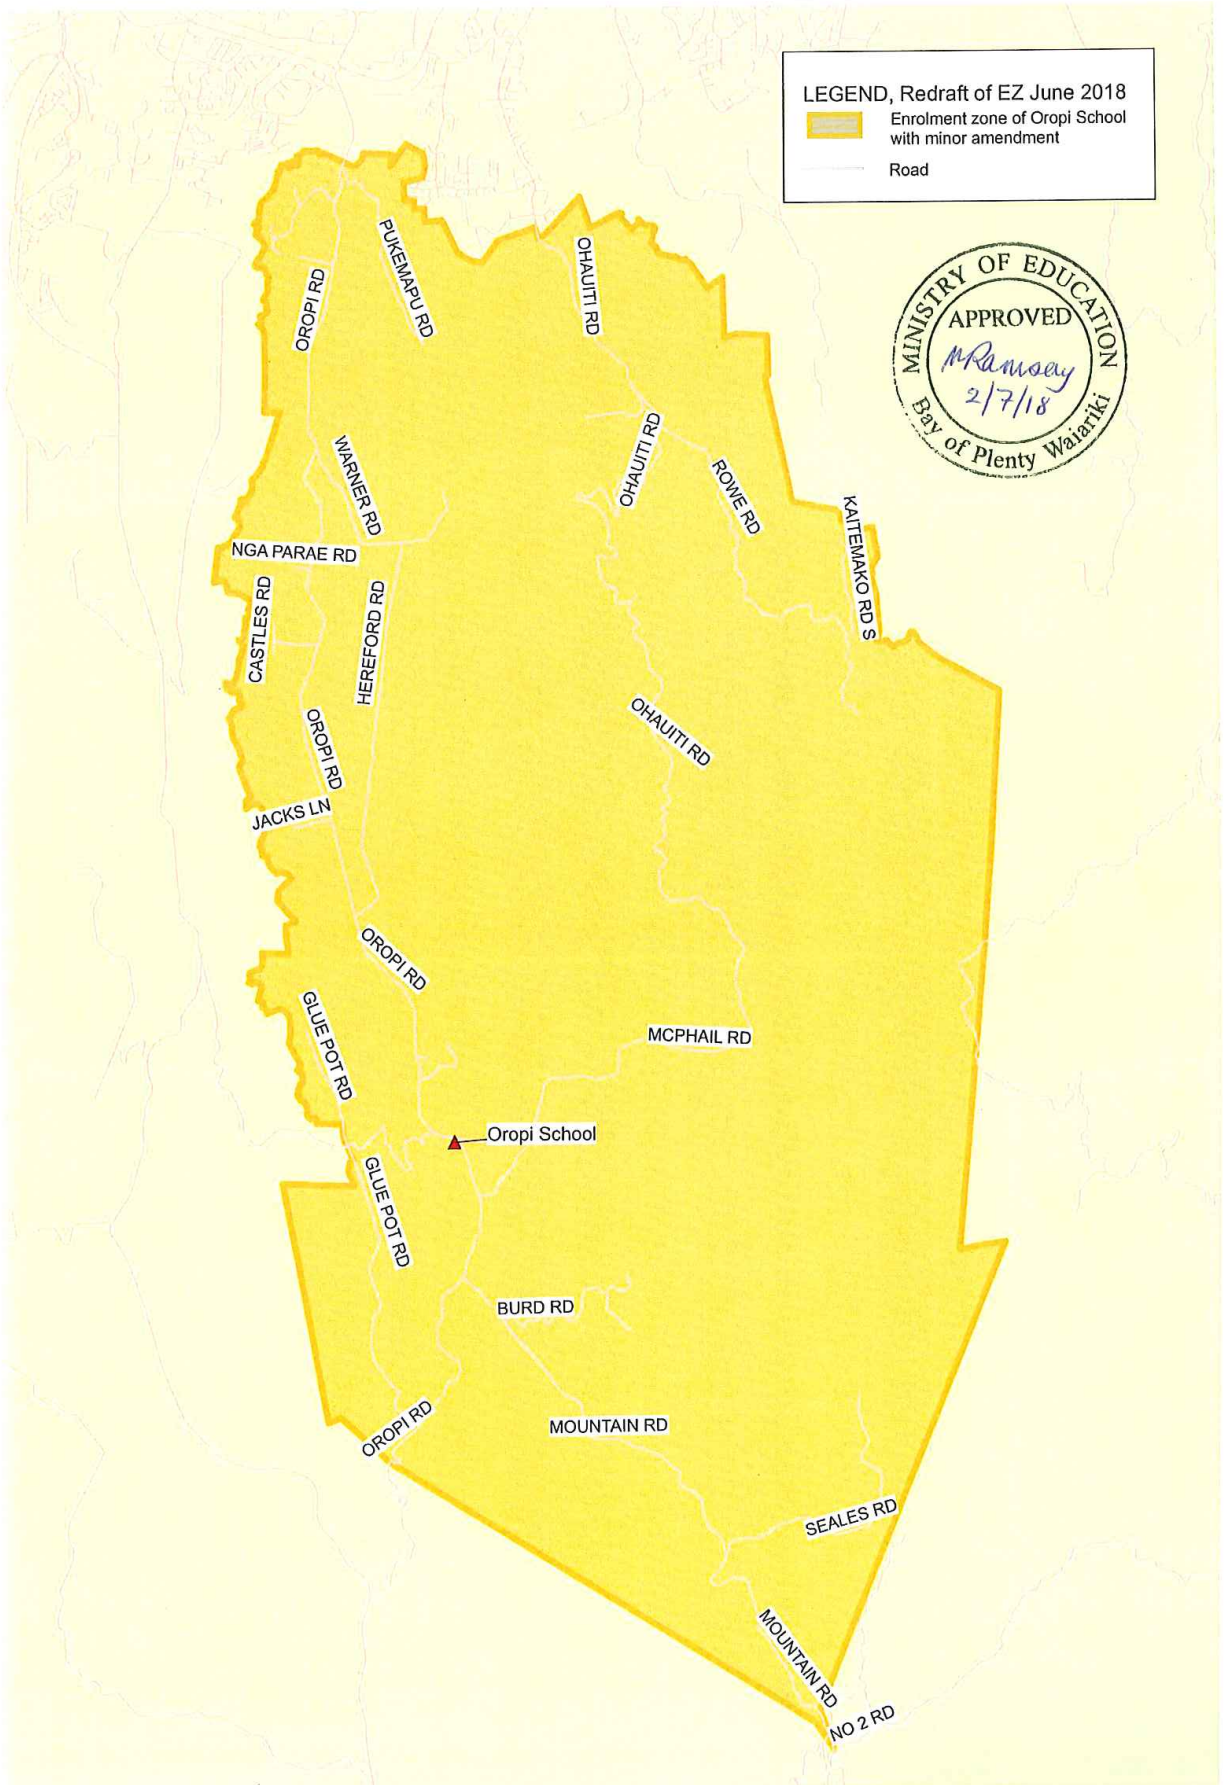 LEGEND, Redraft of EZ June 2018
Enrolment zone of Oropi School
with minor amendment
Road
MINISTRY OF EDUCATION
APPROVED
MRamsay
2/7/18
Bay of Plenty Waiariki
PUKEMAPU RD
OROPI RD
OHAUITI RD
OHAUITI RD
WARNER RD
ROWE RD
KAITEMAKO RD S
NGA PARAE RD
CASTLES RD
HEREFORD RD
OHAUITI RD
OROPI RD
JACKS LN
OROPI RD
GLUE POT RD
MCPHAIL RD
Oropi School
GLUE POT RD
BURD RD
OROPI RD
MOUNTAIN RD
SEALES RD
MOUNTAIN RD
NO 2 RD